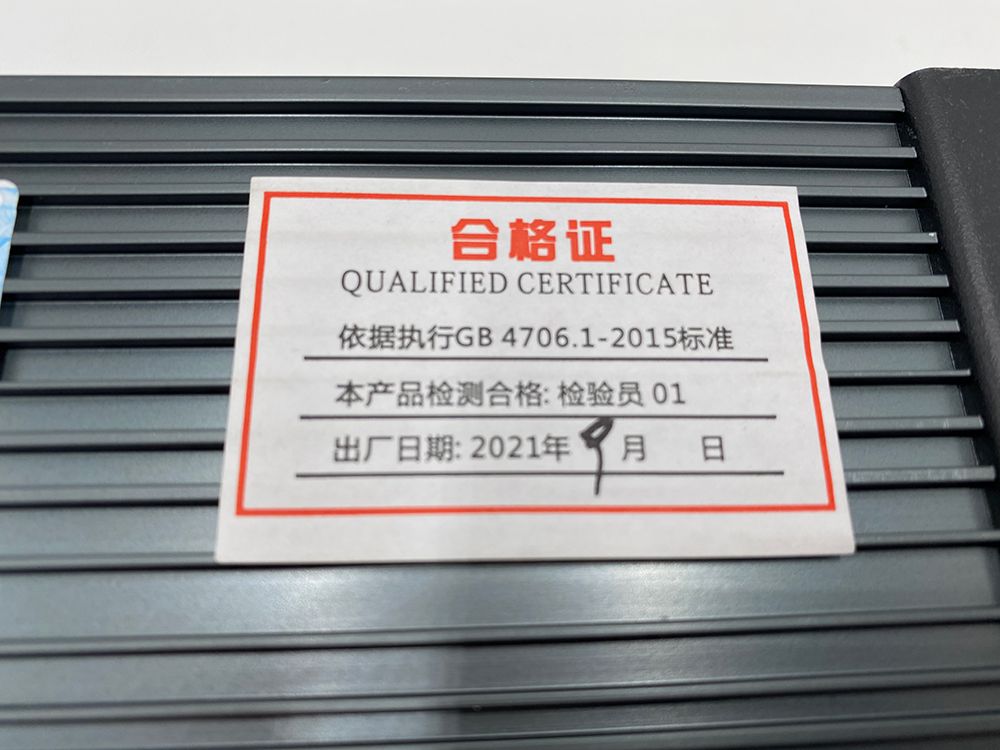 合格证
QUALIFIED CERTIFICATE
依据执行GB 4706.1-2015标准
本产品检测合格: 检验员 01
出厂日期: 2021年 9月 日